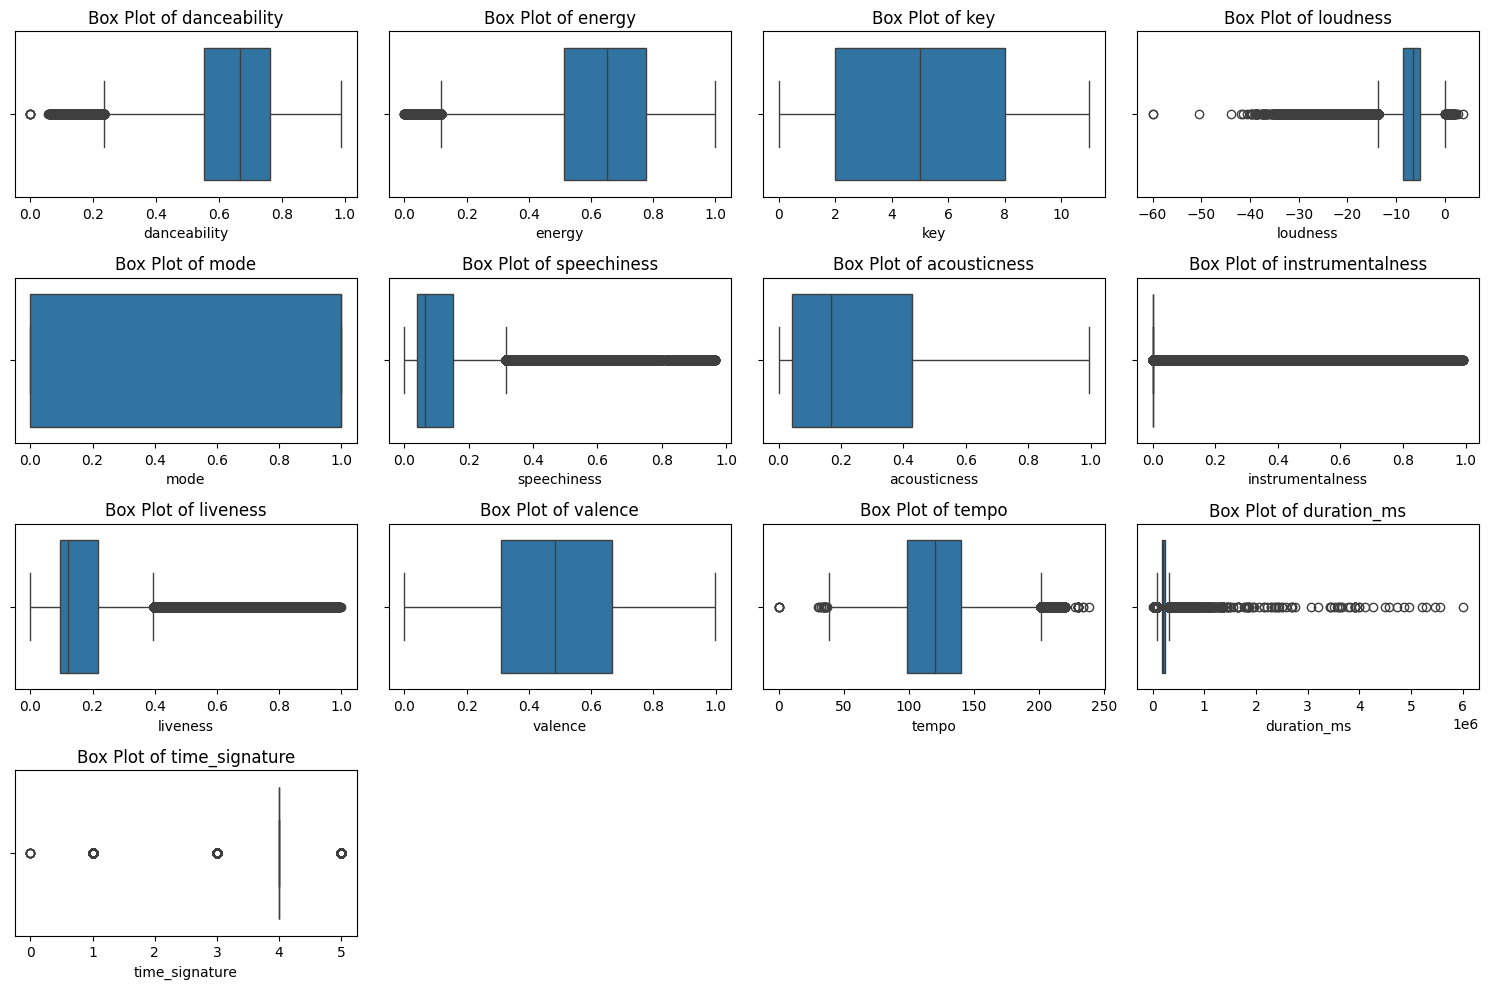 Box Plot of danceability
Box Plot of energy
Box Plot of key
Box Plot of loudness
0.0 0.2 0.4 0.6 0.8 1.0
0.0 0.2 0.4 0.6 0.8 1.0
0 2 4 6 8 10
−60 −50 −40 −30 −20 −10 0
danceability
energy
key
loudness
Box Plot of mode
Box Plot of speechiness
Box Plot of acousticness
Box Plot of instrumentalness
0.0 0.2 0.4 0.6 0.8 1.0
0.0 0.2 0.4 0.6 0.8 1.0
0.0 0.2 0.4 0.6 0.8 1.0
0.0 0.2 0.4 0.6 0.8 1.0
mode
speechiness
acousticness
instrumentalness
Box Plot of liveness
Box Plot of valence
Box Plot of tempo
Box Plot of duration_ms
0.0 0.2 0.4 0.6 0.8 1.0
0.0 0.2 0.4 0.6 0.8 1.0
0 50 100 150 200 250
0 1 2 3 4 5 6
1e6
liveness
valence
tempo
duration_ms
Box Plot of time_signature
0 1 2 3 4 5
time_signature